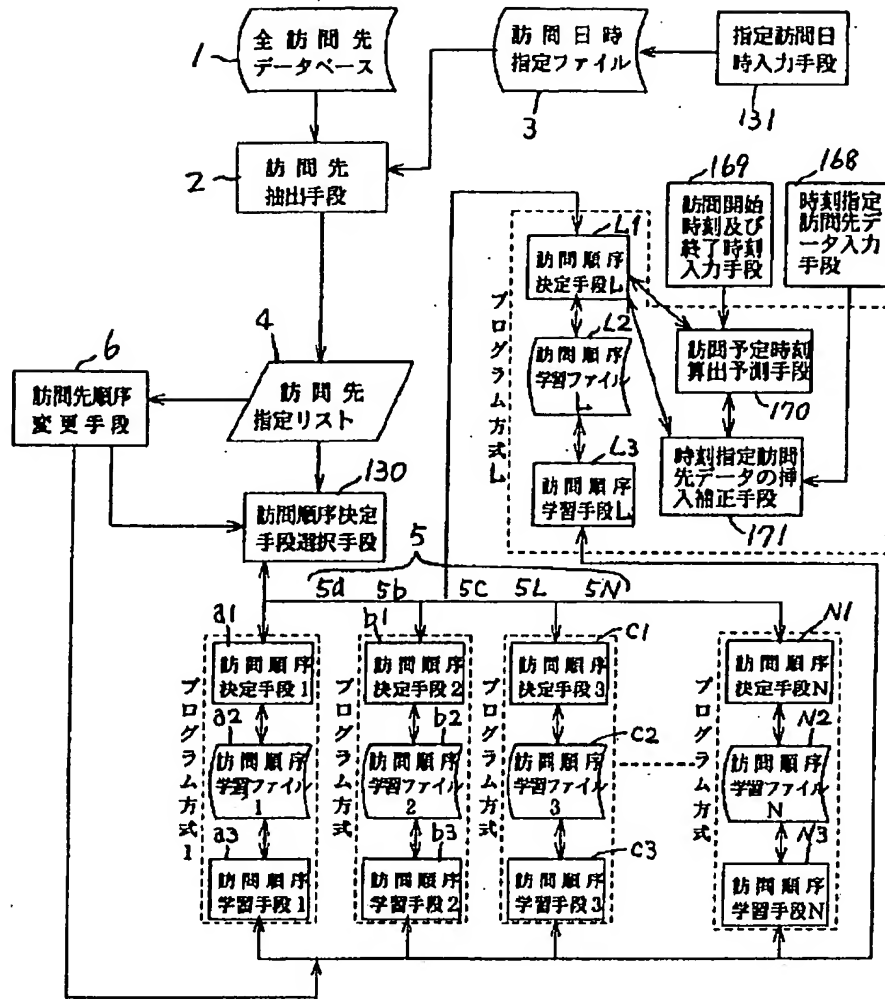 1
全訪問先
データベース
訪問日時
指定ファイル
3
指定訪問日
時入力手段
131
2
訪問先
抽出手段
169
訪問開始
時刻及び
終了時刻
入力手段
168
時刻指定
訪問先デ
ータ入力
手段
L1
訪問順序
決定手段L
L2
訪問順序
学習ファイル
L
L3
訪問順序
学習手段L
プログラム方式L
訪問予定時刻
算出予測手段
170
時刻指定訪問
先データの挿
入補正手段
171
6
訪問先順序
変更手段
4
訪問先
指定リスト
130
訪問順序決定
手段選択手段
5
5a 5b 5c 5L 5N
a1
訪問順序
決定手段1
a2
訪問順序
学習ファイル
1
a3
訪問順序
学習手段1
プログラム方式1
b1
訪問順序
決定手段2
b2
訪問順序
学習ファイル
2
b3
訪問順序
学習手段2
プログラム方式
C1
訪問順序
決定手段3
C2
訪問順序
学習ファイル
3
C3
訪問順序
学習手段3
プログラム方式
N1
訪問順序
決定手段N
N2
訪問順序
学習ファイル
N
N3
訪問順序
学習手段N
プログラム方式